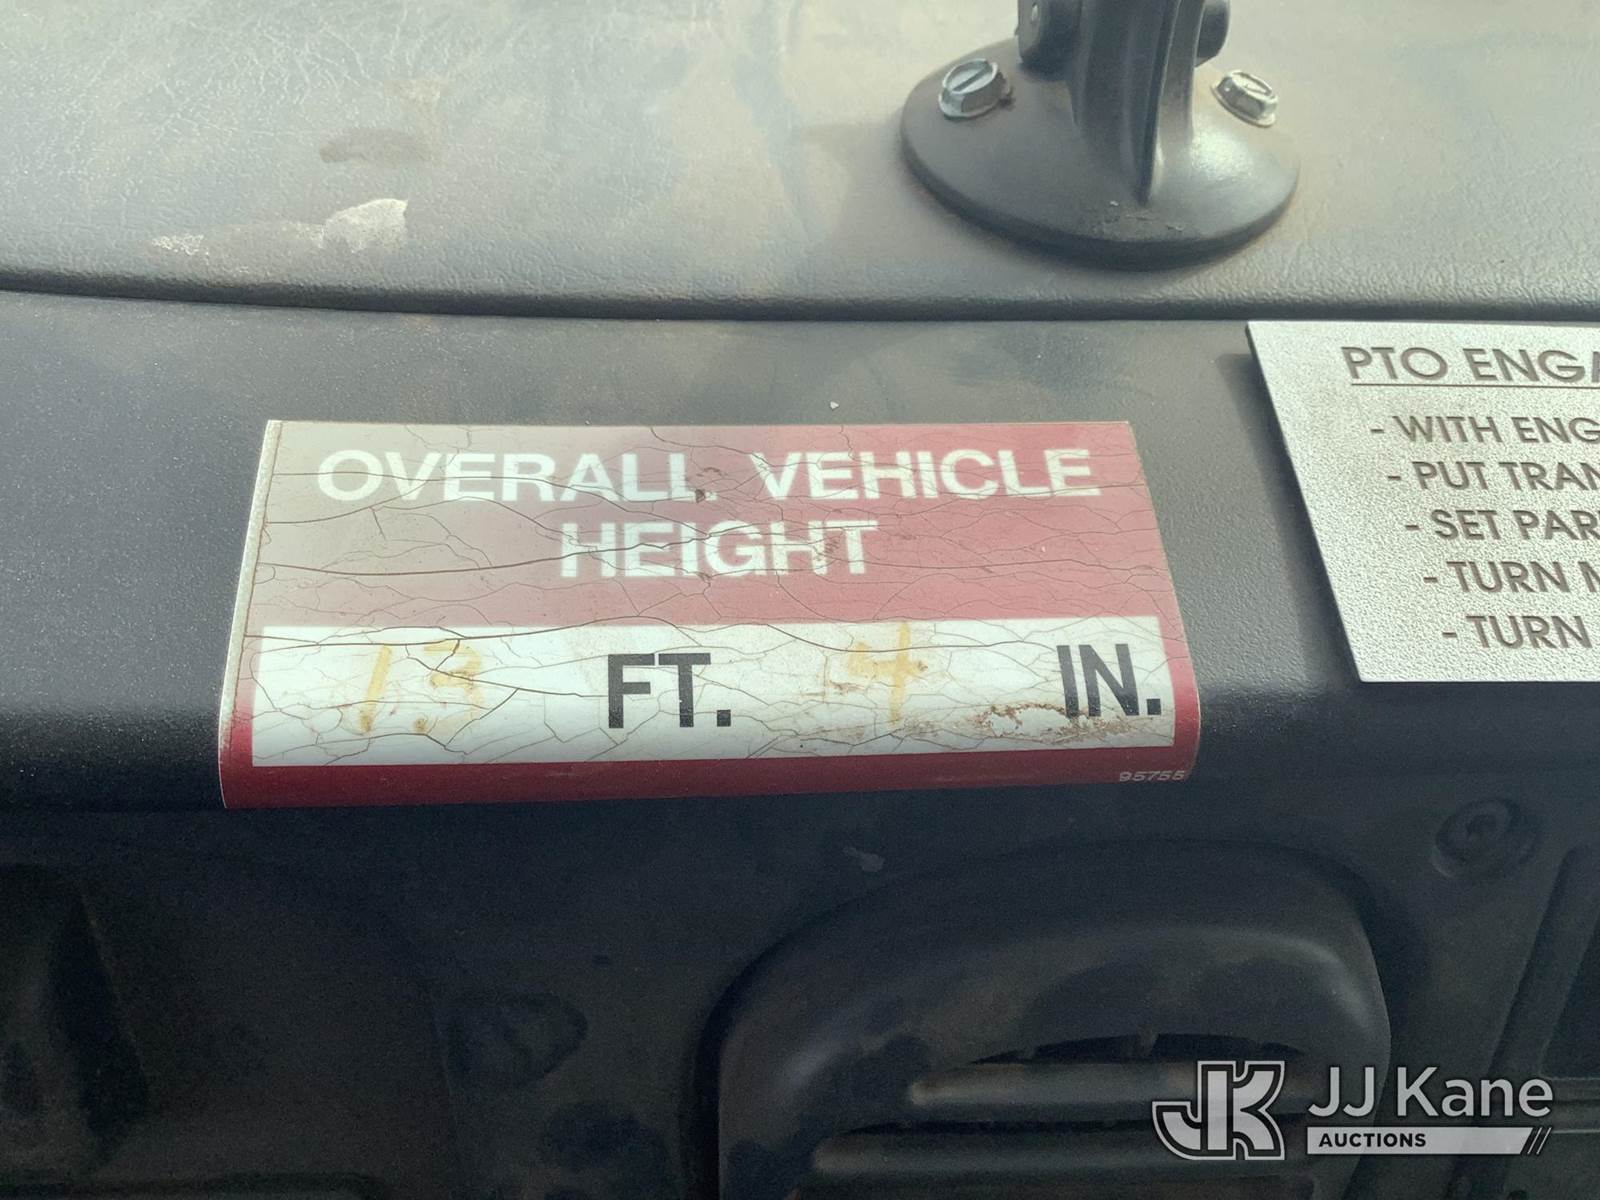 OVERALL VEHICLE
HEIGHT
13 FT. 4 IN.
95755
PTO ENGA
- WITH ENG
- PUT TRAN
- SET PAR
- TURN M
- TURN
JK JJ Kane
AUCTIONS